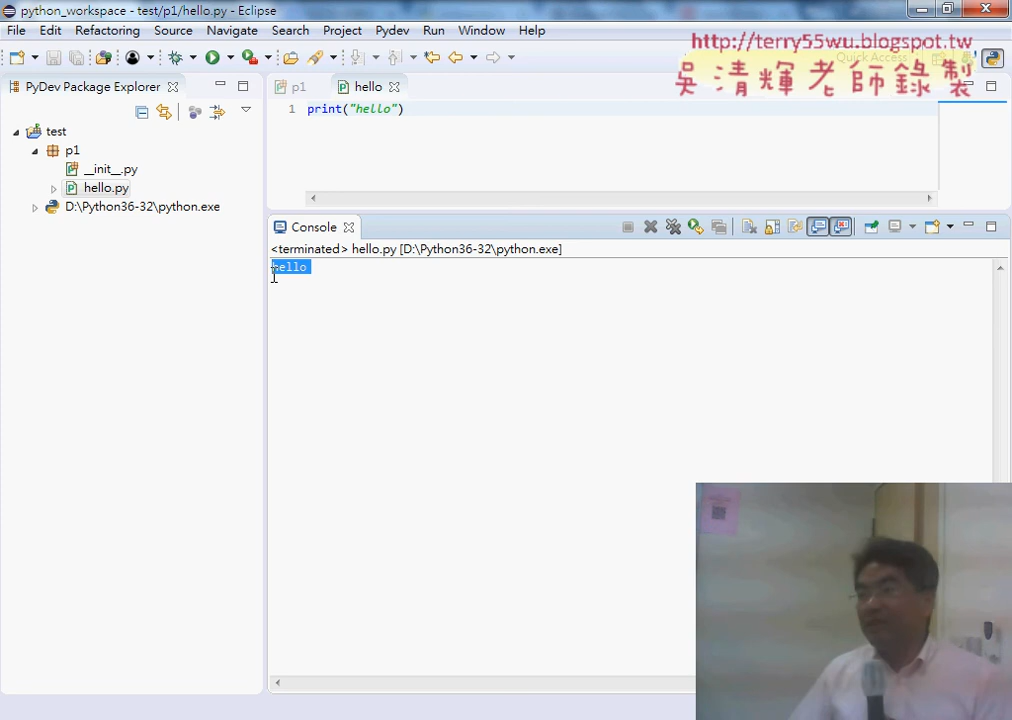 python_workspace - test/p1/hello.py - Eclipse
File Edit Refactoring Source Navigate Search Project Pydev Run Window Help
http://terry55wu.blogspot.tw
Quick Access
吳清輝老師錄製
PyDev Package Explorer
p1
hello
1 print("hello")
test
p1
__init__.py
hello.py
D:\Python36-32\python.exe
Console
<terminated> hello.py [D:\Python36-32\python.exe]
hello